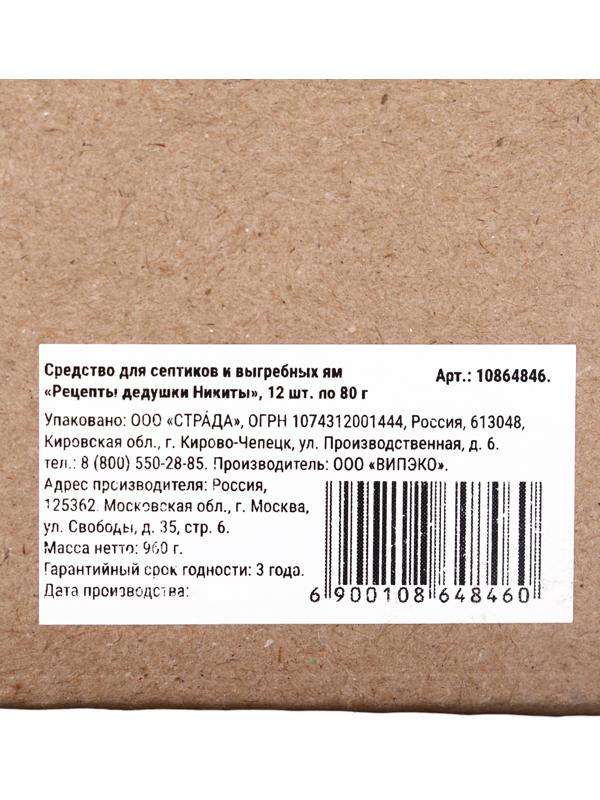 Средство для септиков и выгребных ям
«Рецепты дедушки Никиты», 12 шт. по 80 г
Арт.: 10864846.
Упаковано: ООО «СТРАДА», ОГРН 1074312001444, Россия, 613048,
Кировская обл., г. Кирово-Чепецк, ул. Производственная, д. 6.
тел.: 8 (800) 550-28-85. Производитель: ООО «ВИПЭКО».
Адрес производителя: Россия,
125362. Московская обл., г. Москва,
ул. Свободы, д. 35, стр. 6.
Масса нетто: 960 г.
Гарантийный срок годности: 3 года.
Дата производства:
6 900108 648460